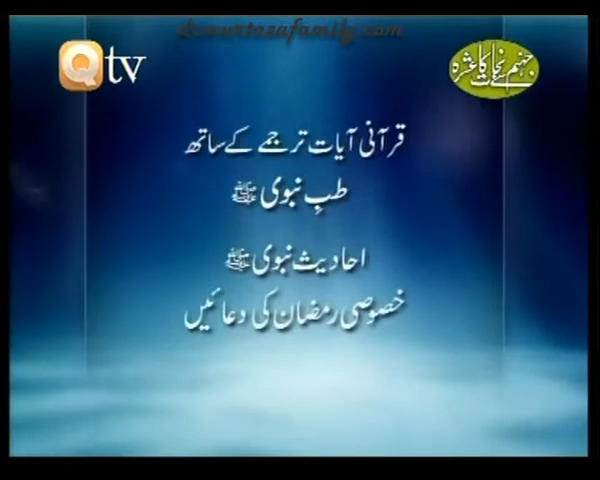 drmurtazafamily.com
Qtv
جہنم سے نجات کا عشرہ
قرآنی آیات ترجمے کے ساتھ
طبِ نبوی ﷺ
احادیث نبوی ﷺ
خصوصی رمضان کی دعائیں